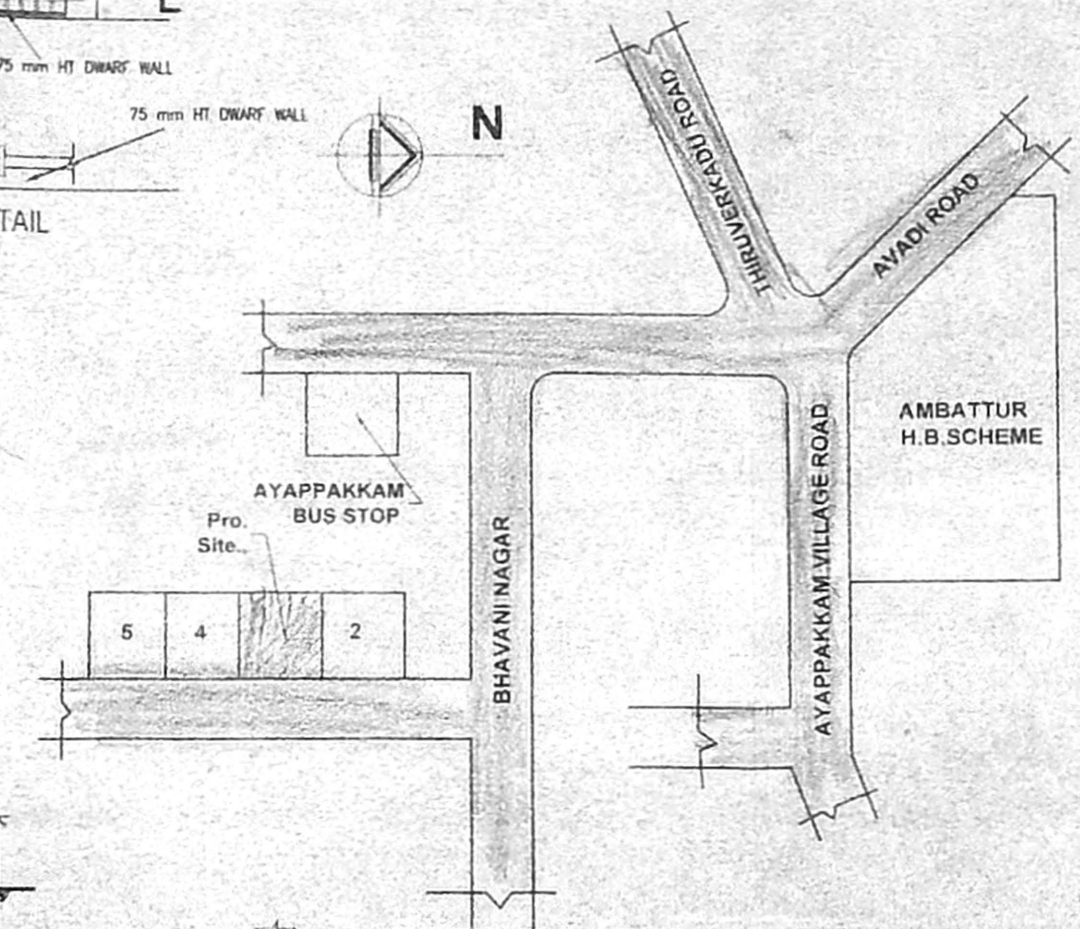 75 mm HT DWARF WALL
75 mm HT DWARF WALL
TAIL
N
THIRUVERKADU ROAD
AVADI ROAD
AMBATTUR
H.B.SCHEME
AYAPPAKKAM
BUS STOP
Pro.
Site.,
BHAVANI NAGAR
AYAPPAKKAM VILLAGE ROAD
5
4
2